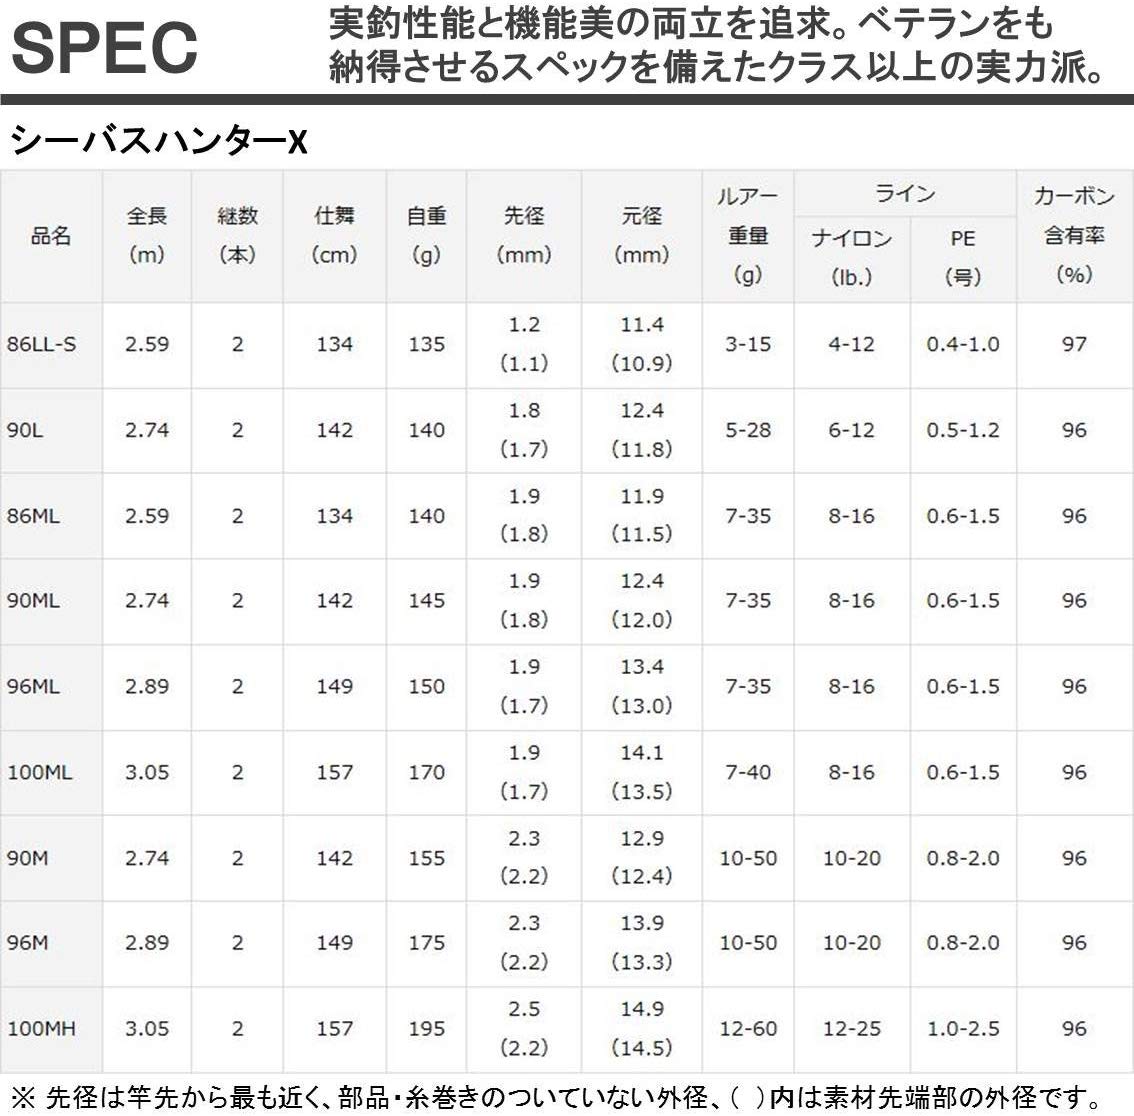 SPEC
実釣性能と機能美の両立を追求。ベテランをも
納得させるスペックを備えたクラス以上の実力派。
シーバスハンターX
品名 全長（m） 継数（本） 仕舞（cm） 自重（g） 先径（mm） 元径（mm） ルアー重量（g） ライン ナイロン（lb.） PE（号） カーボン含有率（%）
86LL-S 2.59 2 134 135 1.2（1.1） 11.4（10.9） 3-15 4-12 0.4-1.0 97
90L 2.74 2 142 140 1.8（1.7） 12.4（11.8） 5-28 6-12 0.5-1.2 96
86ML 2.59 2 134 140 1.9（1.8） 11.9（11.5） 7-35 8-16 0.6-1.5 96
90ML 2.74 2 142 145 1.9（1.8） 12.4（12.0） 7-35 8-16 0.6-1.5 96
96ML 2.89 2 149 150 1.9（1.7） 13.4（13.0） 7-35 8-16 0.6-1.5 96
100ML 3.05 2 157 170 1.9（1.7） 14.1（13.5） 7-40 8-16 0.6-1.5 96
90M 2.74 2 142 155 2.3（2.2） 12.9（12.4） 10-50 10-20 0.8-2.0 96
96M 2.89 2 149 175 2.3（2.2） 13.9（13.3） 10-50 10-20 0.8-2.0 96
100MH 3.05 2 157 195 2.5（2.2） 14.9（14.5） 12-60 12-25 1.0-2.5 96
※ 先径は竿先から最も近く、部品・糸巻きのついていない外径、（ ）内は素材先端部の外径です。